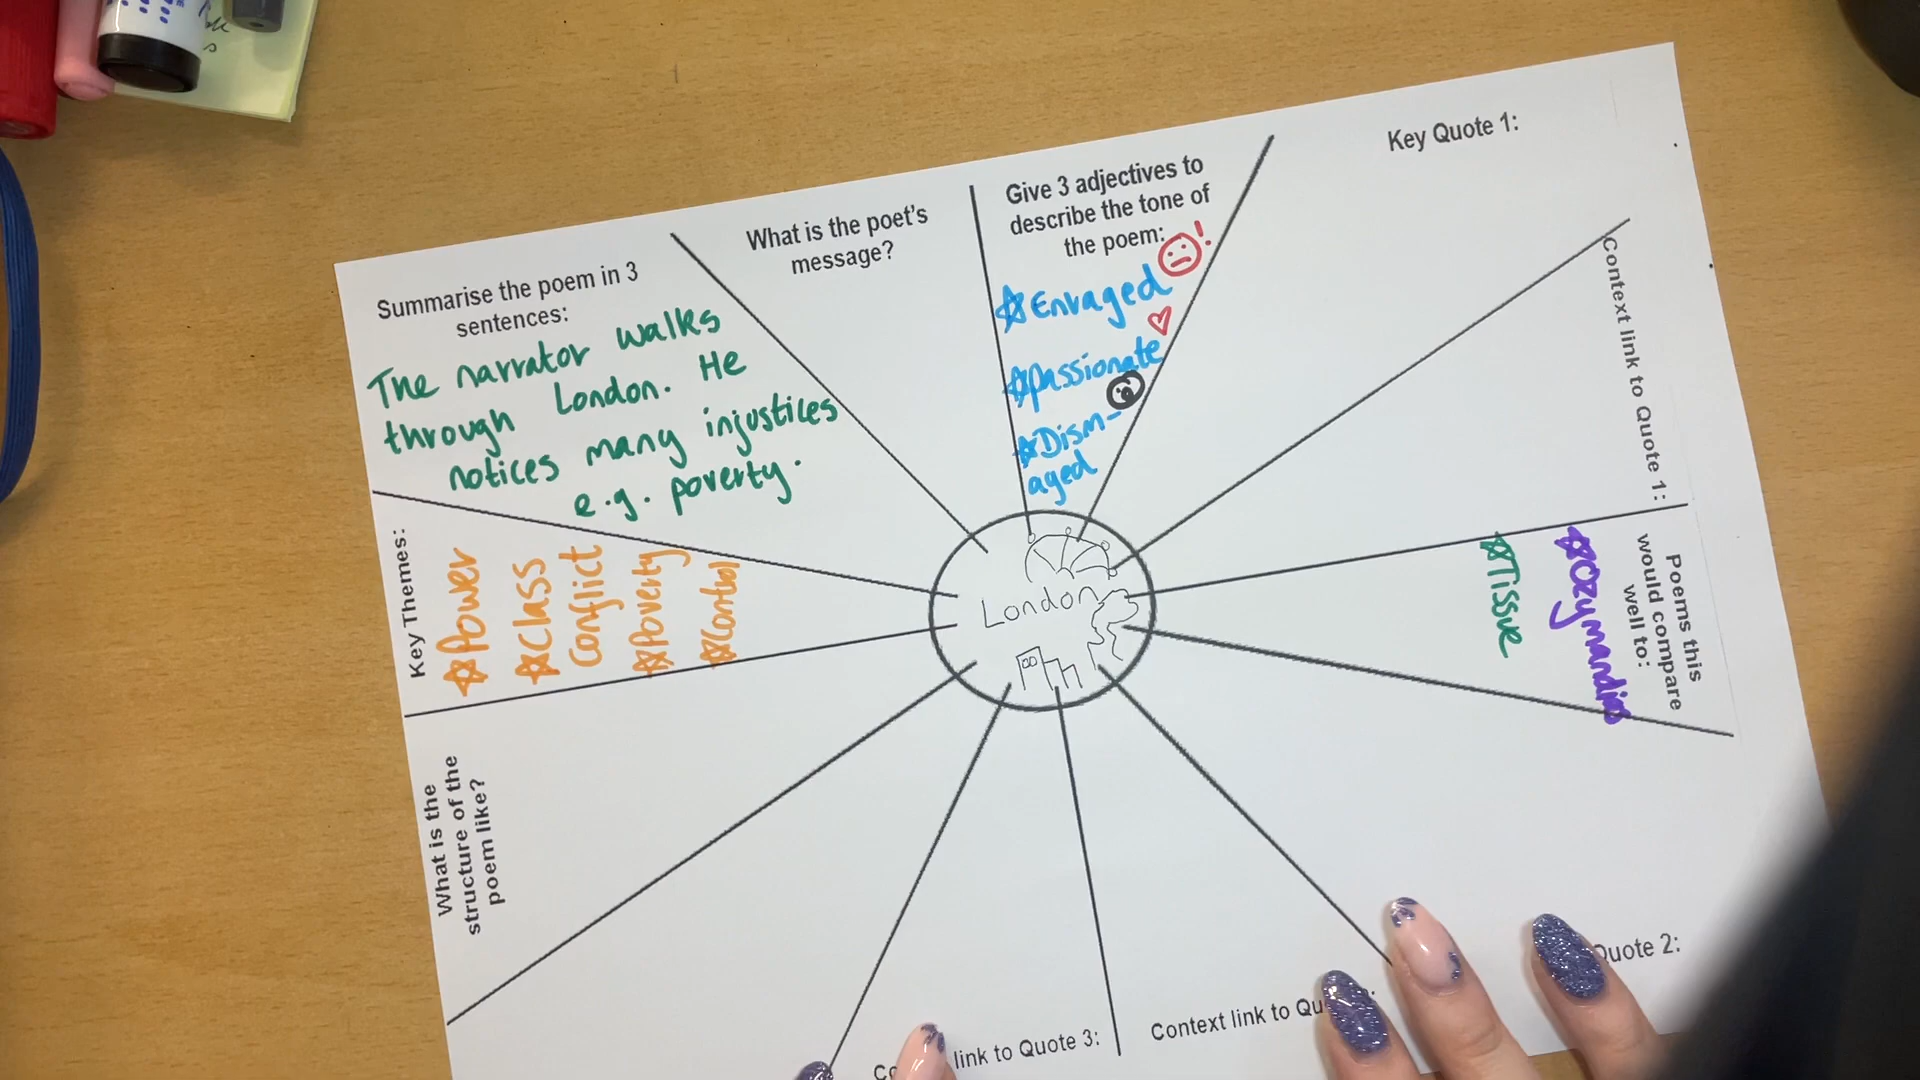 Summarise the poem in 3
sentences:
The narrator walks
through London. He
notices many injustices
e.g. poverty.
What is the poet's
message?
Give 3 adjectives to
describe the tone of
the poem:
Enraged
Passionate
Dism-
aged
Key Quote 1:
Context link to Quote 1:
Poems this
would compare
well to:
Ozymandias
Tissue
Quote 2:
Context link to
link to Quote 3:
What is the
structure of the
poem like?
Key Themes:
Power
Class
Conflict
Poverty
Control
London